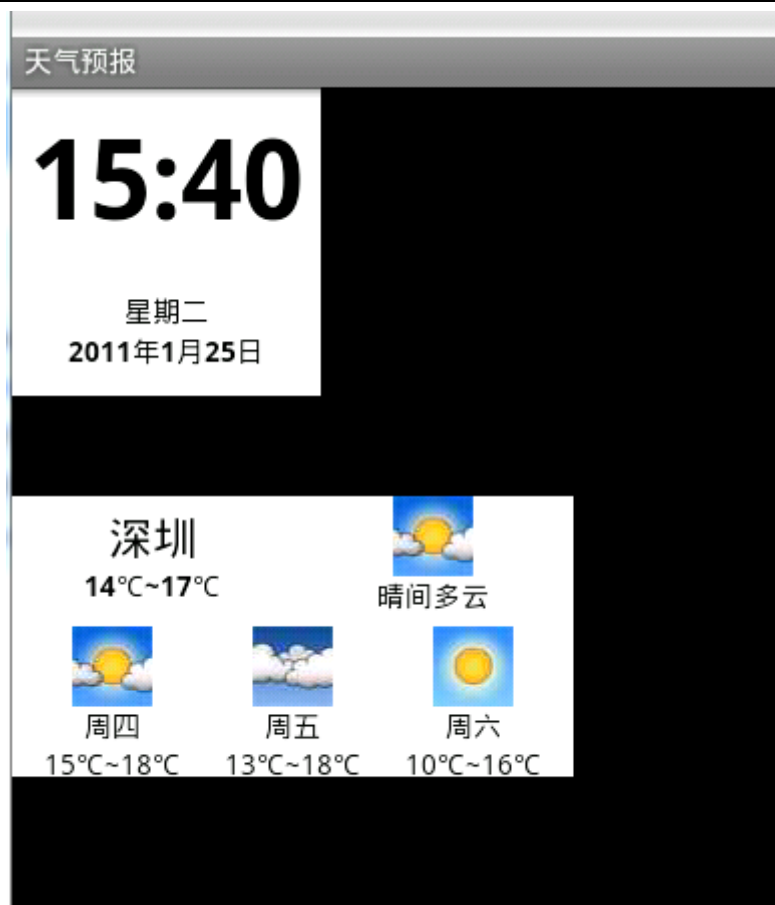 天气预报
15:40
星期二
2011年1月25日
深圳
14℃~17℃
晴间多云
周四 周五 周六
15℃~18℃ 13℃~18℃ 10℃~16℃